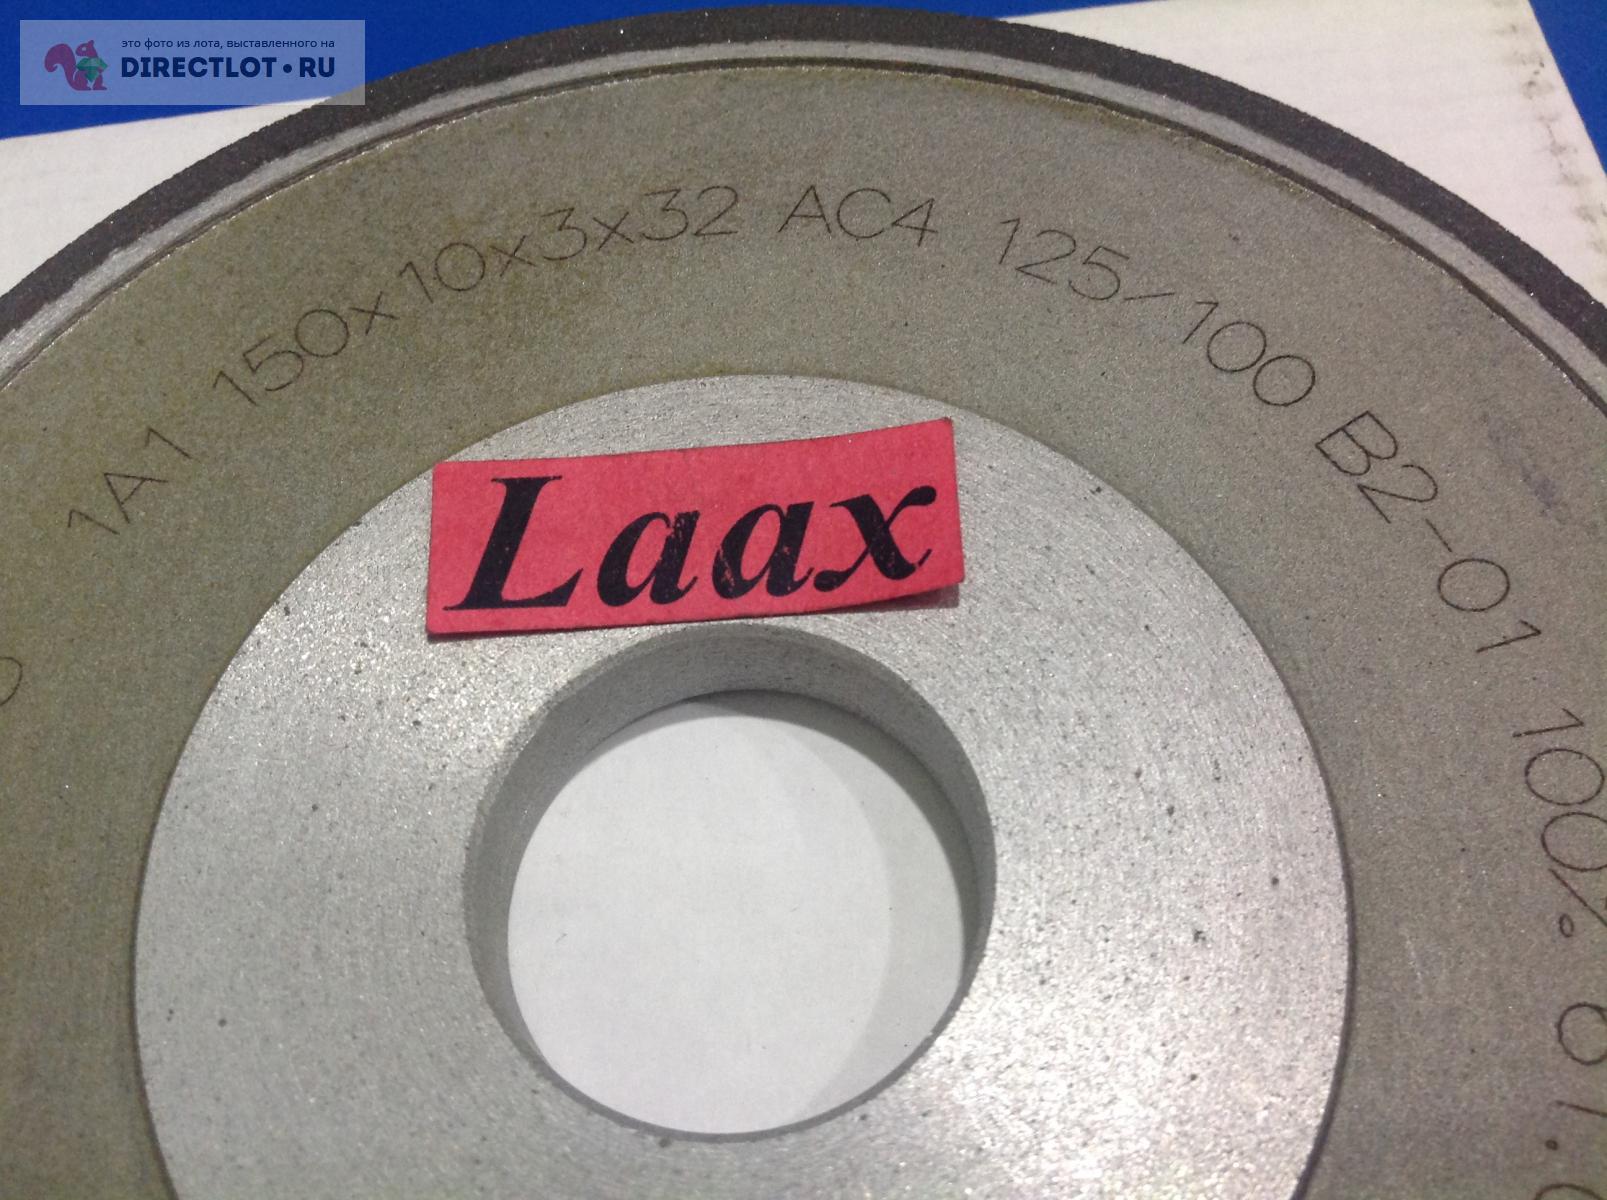 это фото из лота, выставленного на
DIRECTLOT•RU
1A1 150x10x3x32 AC4 125/100 B2-01 100%
Laax